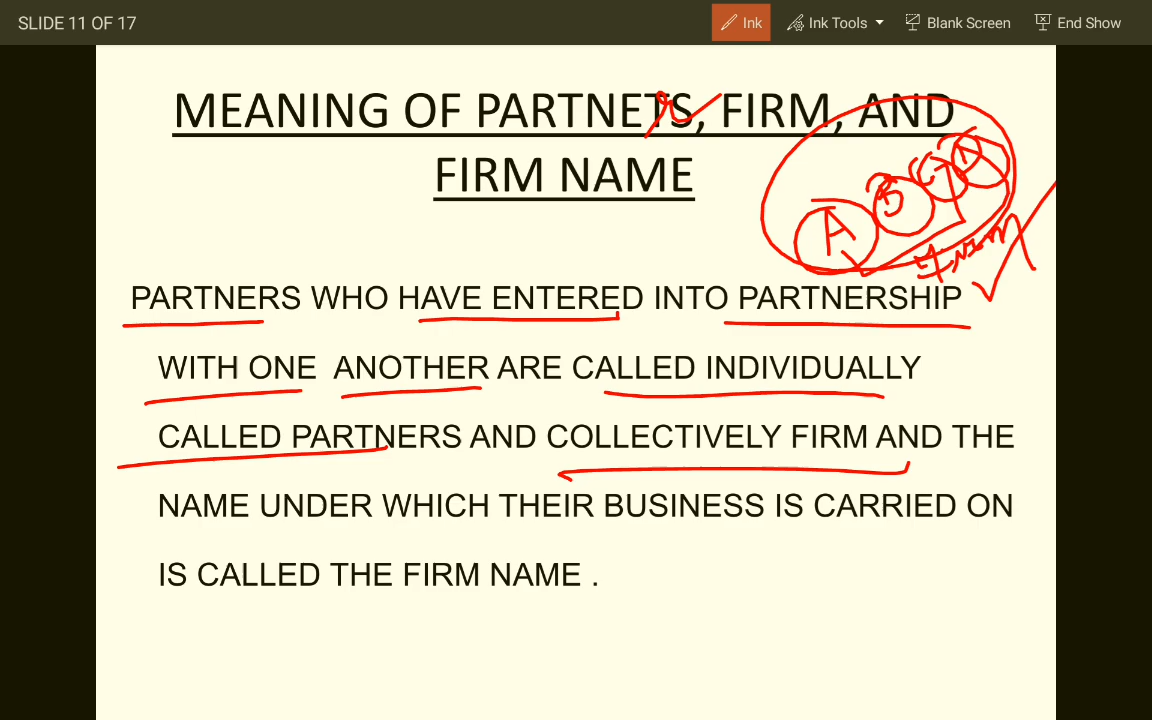 SLIDE 11 OF 17
Ink
Ink Tools
Blank Screen
End Show
MEANING OF PARTNETS, FIRM, AND
FIRM NAME
A B C
Firm
PARTNERS WHO HAVE ENTERED INTO PARTNERSHIP
WITH ONE ANOTHER ARE CALLED INDIVIDUALLY
CALLED PARTNERS AND COLLECTIVELY FIRM AND THE
NAME UNDER WHICH THEIR BUSINESS IS CARRIED ON
IS CALLED THE FIRM NAME .